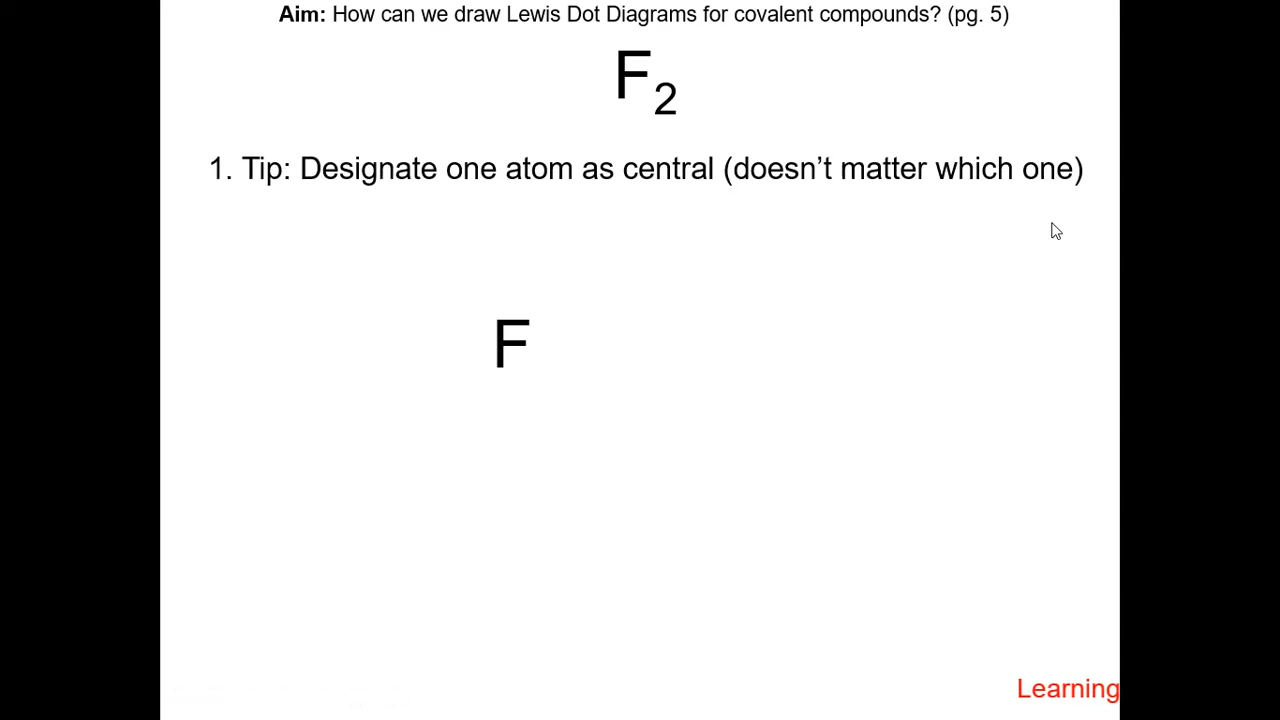 Aim: How can we draw Lewis Dot Diagrams for covalent compounds? (pg. 5)
F₂
1. Tip: Designate one atom as central (doesn’t matter which one)
F
Learning